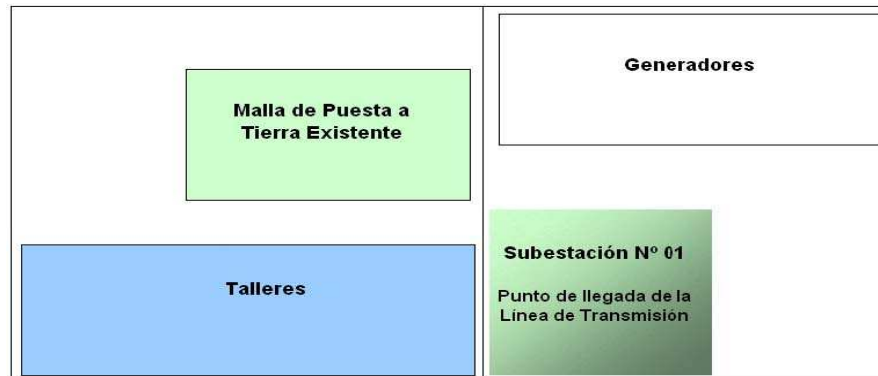 Generadores
Malla de Puesta a
Tierra Existente
Subestación Nº 01
Talleres
Punto de llegada de la
Línea de Transmisión